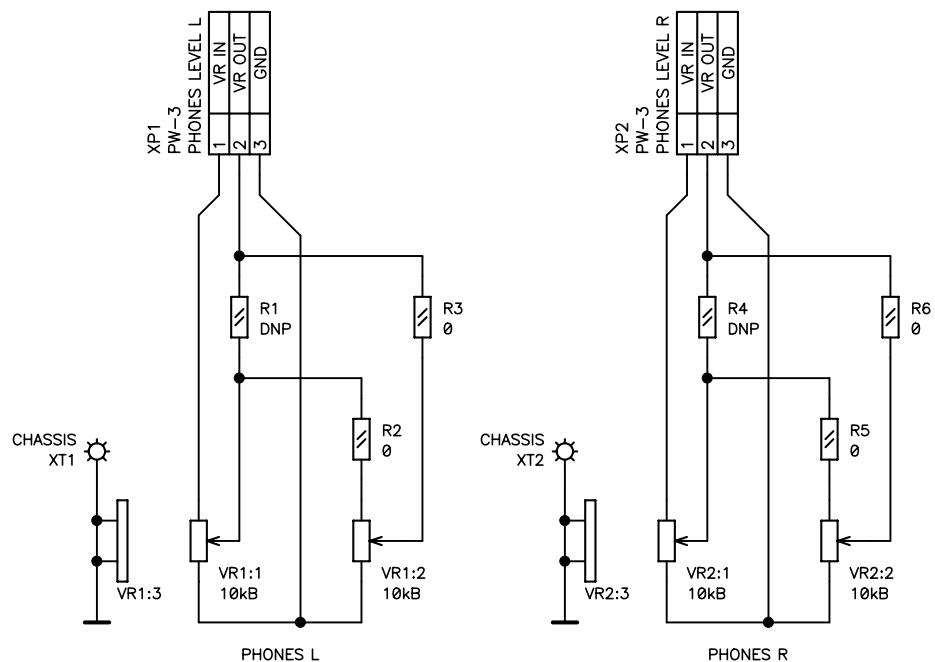 XP1
PW-3
PHONES LEVEL L
VR IN
VR OUT
GND
1
2
3
R1
DNP
R3
0
R2
0
CHASSIS
XT1
VR1:3
VR1:1
10kB
VR1:2
10kB
PHONES L
XP2
PW-3
PHONES LEVEL R
VR IN
VR OUT
GND
1
2
3
R4
DNP
R6
0
R5
0
CHASSIS
XT2
VR2:3
VR2:1
10kB
VR2:2
10kB
PHONES R